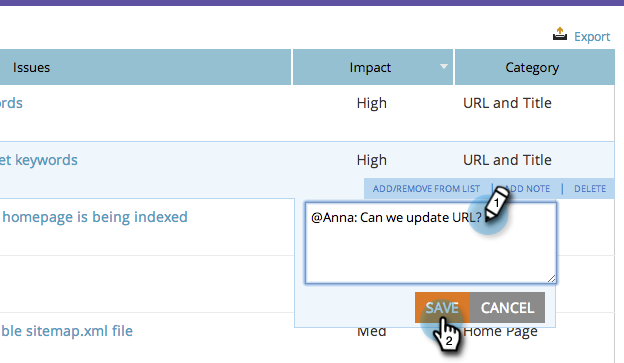 Export
Issues Impact Category
ords High URL and Title
et keywords High URL and Title
ADD/REMOVE FROM LIST | ADD NOTE | DELETE
homepage is being indexed
@Anna: Can we update URL?
1
SAVE CANCEL
2
ble sitemap.xml file Med Home Page